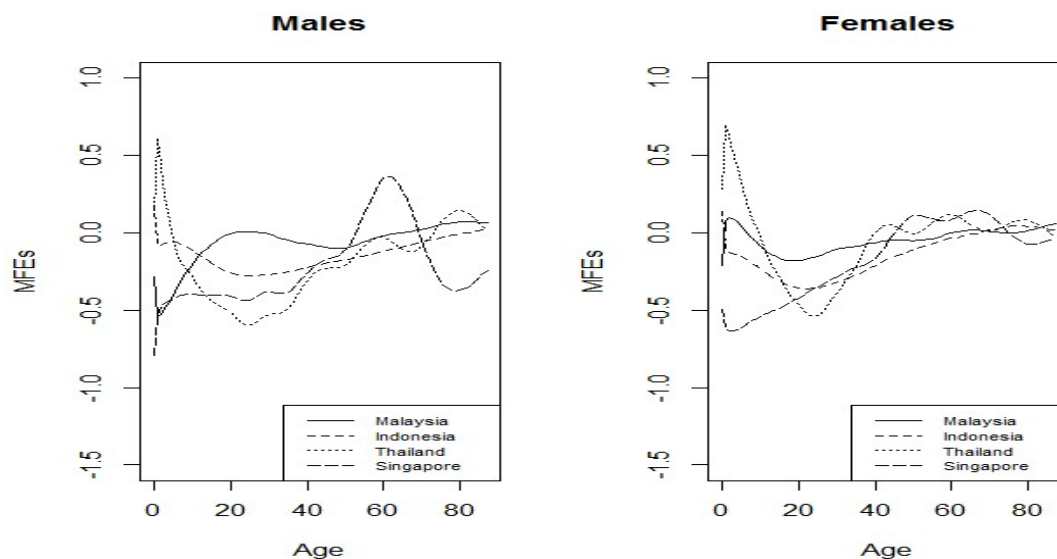 Males
MFEs
1.0
0.5
0.0
-0.5
-1.0
-1.5
0 20 40 60 80
Age
Malaysia
Indonesia
Thailand
Singapore
Females
MFEs
1.0
0.5
0.0
-0.5
-1.0
-1.5
0 20 40 60 80
Age
Malaysia
Indonesia
Thailand
Singapore